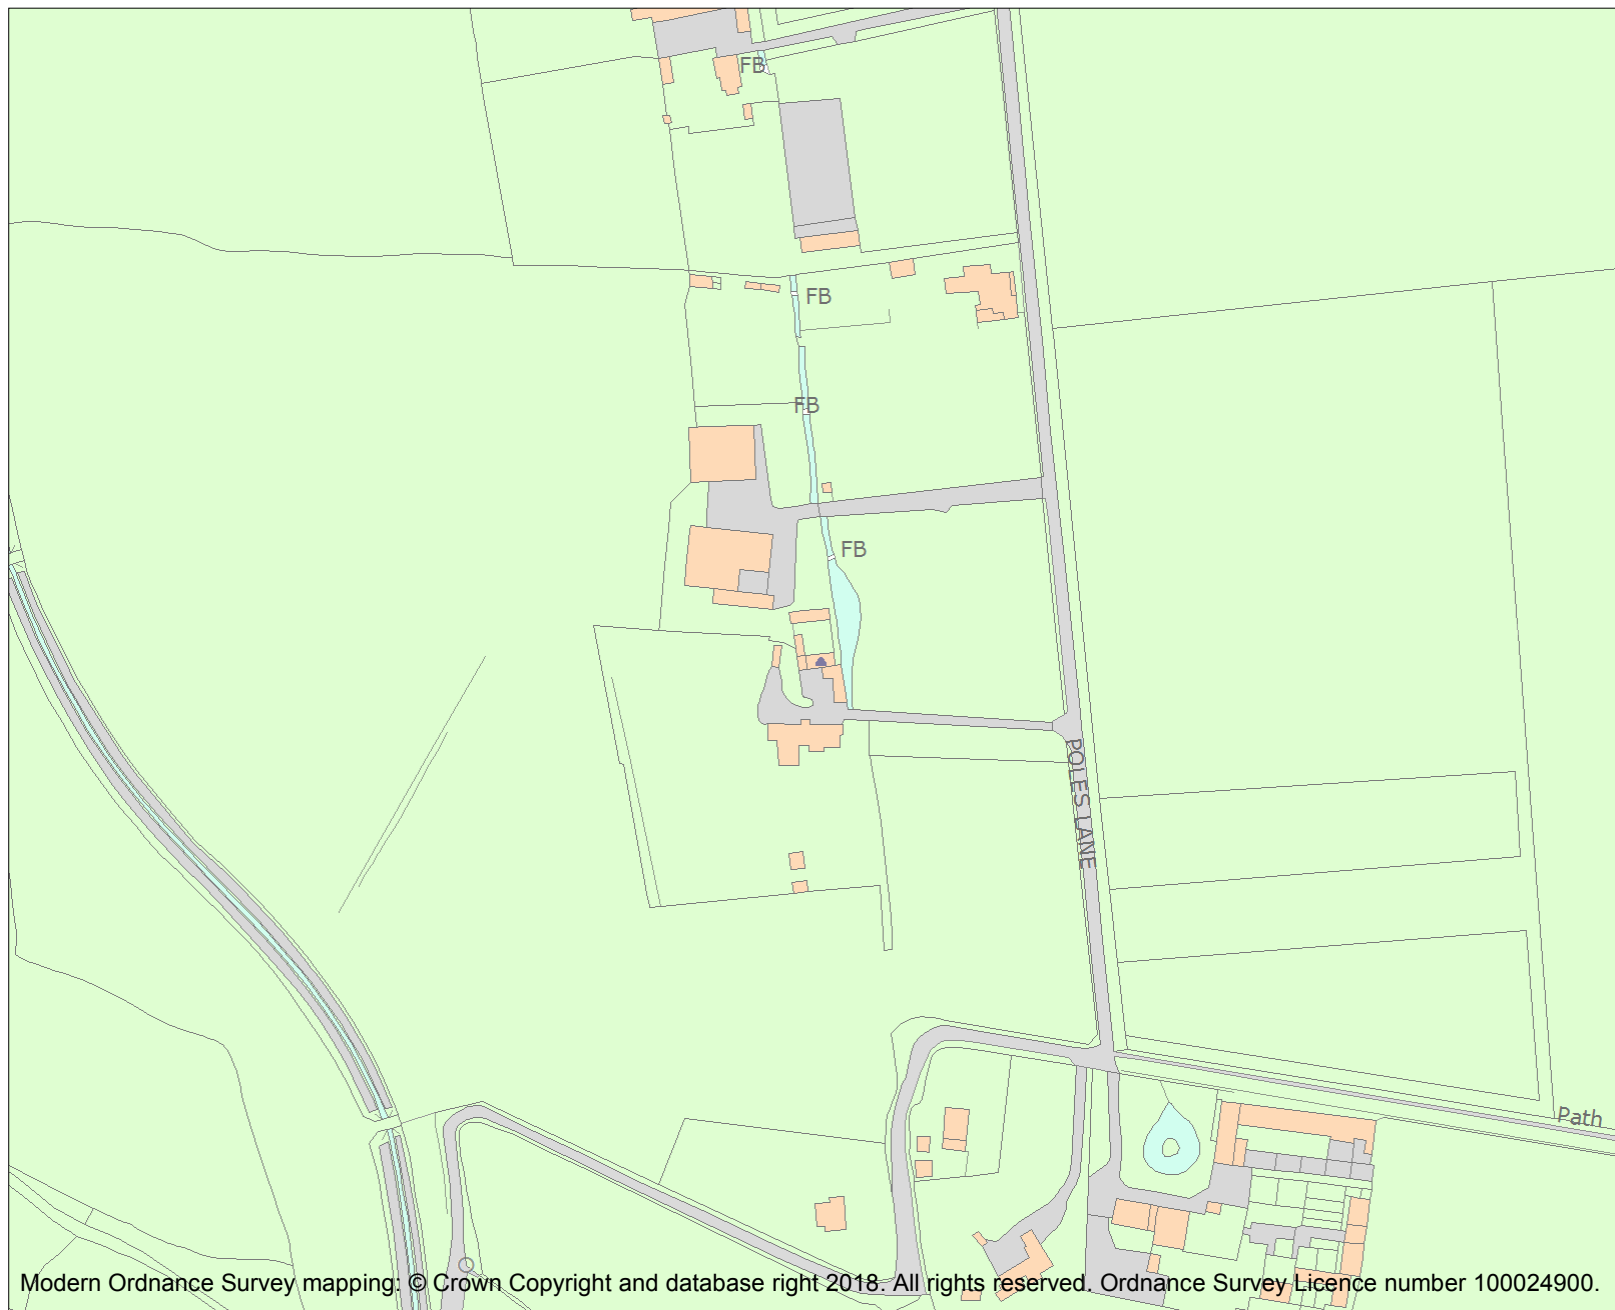 FB
FB
FB
FB
POLES LANE
Path
Modern Ordnance Survey mapping: © Crown Copyright and database right 2018. All rights reserved. Ordnance Survey Licence number 100024900.